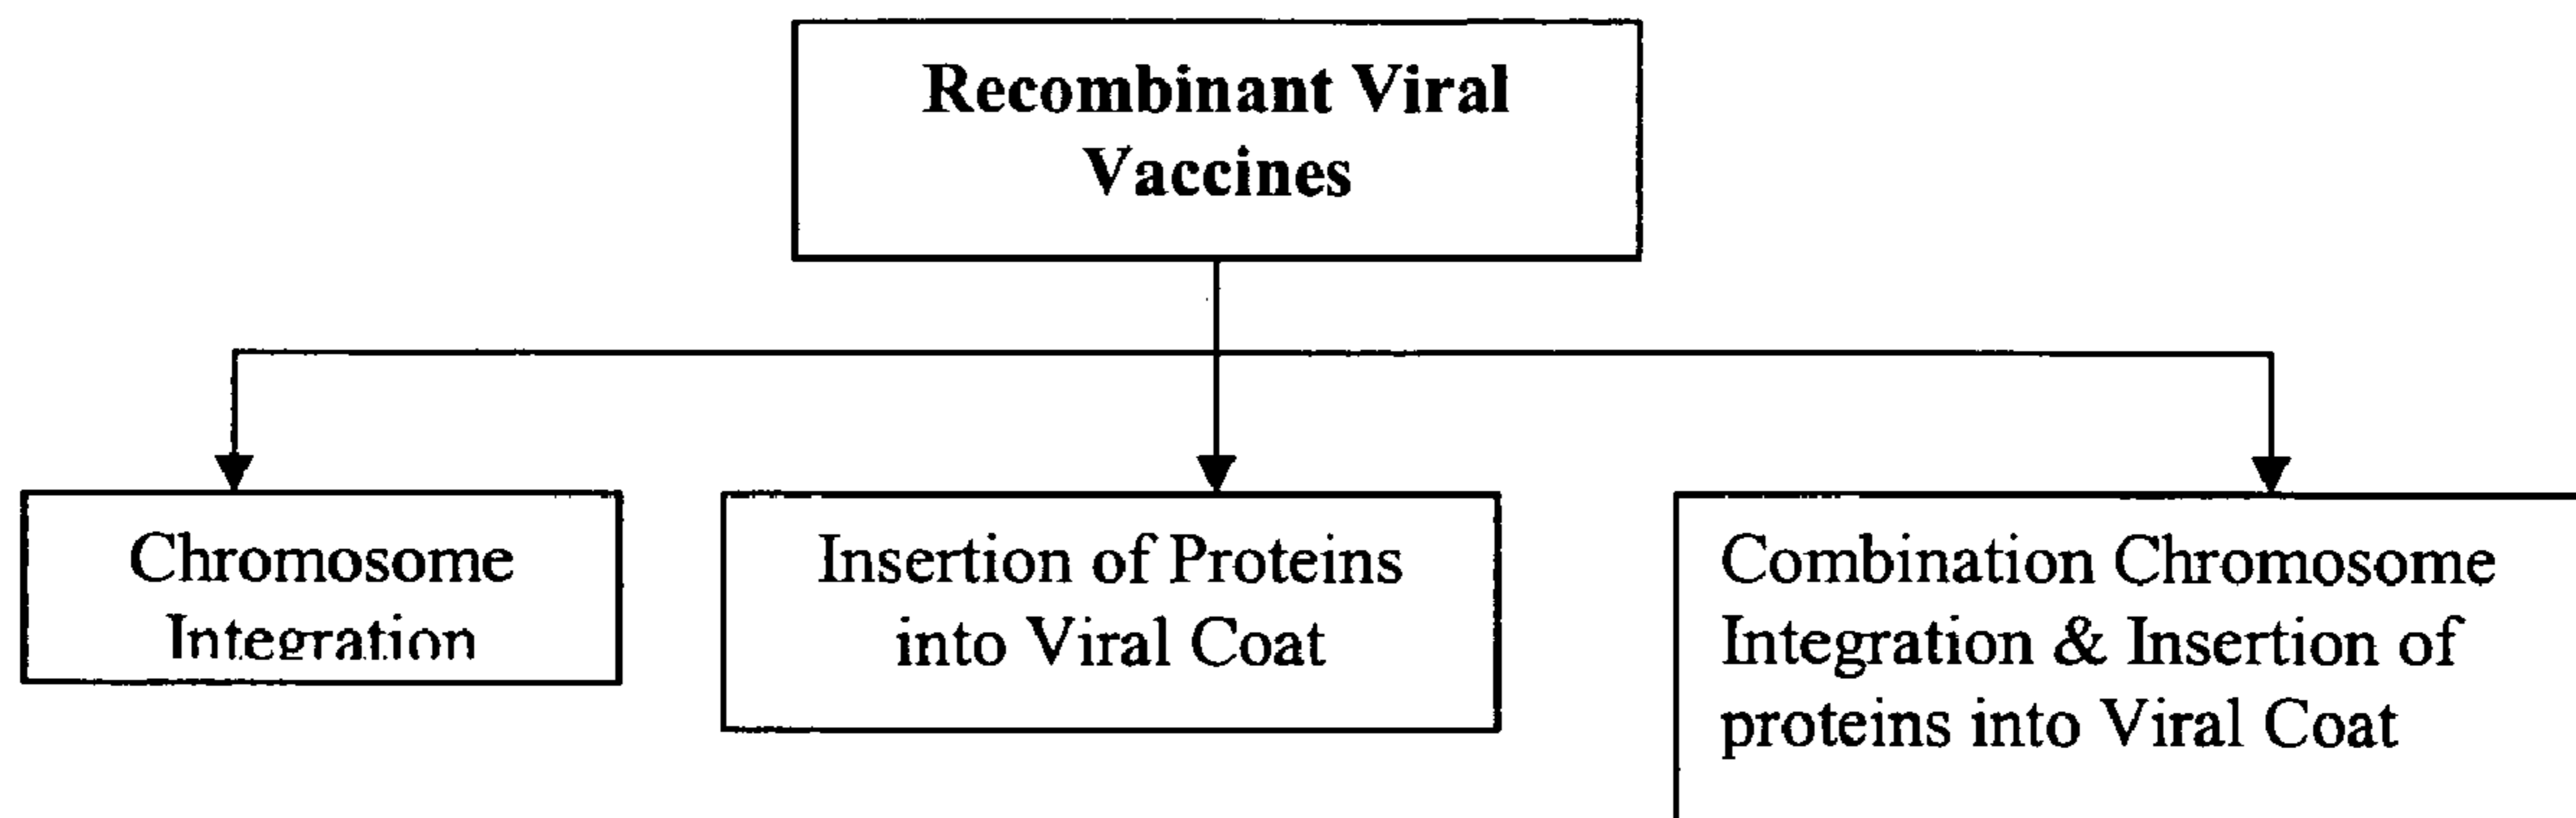 Recombinant Viral
Vaccines
Chromosome
Integration
Insertion of Proteins
into Viral Coat
Combination Chromosome
Integration & Insertion of
proteins into Viral Coat